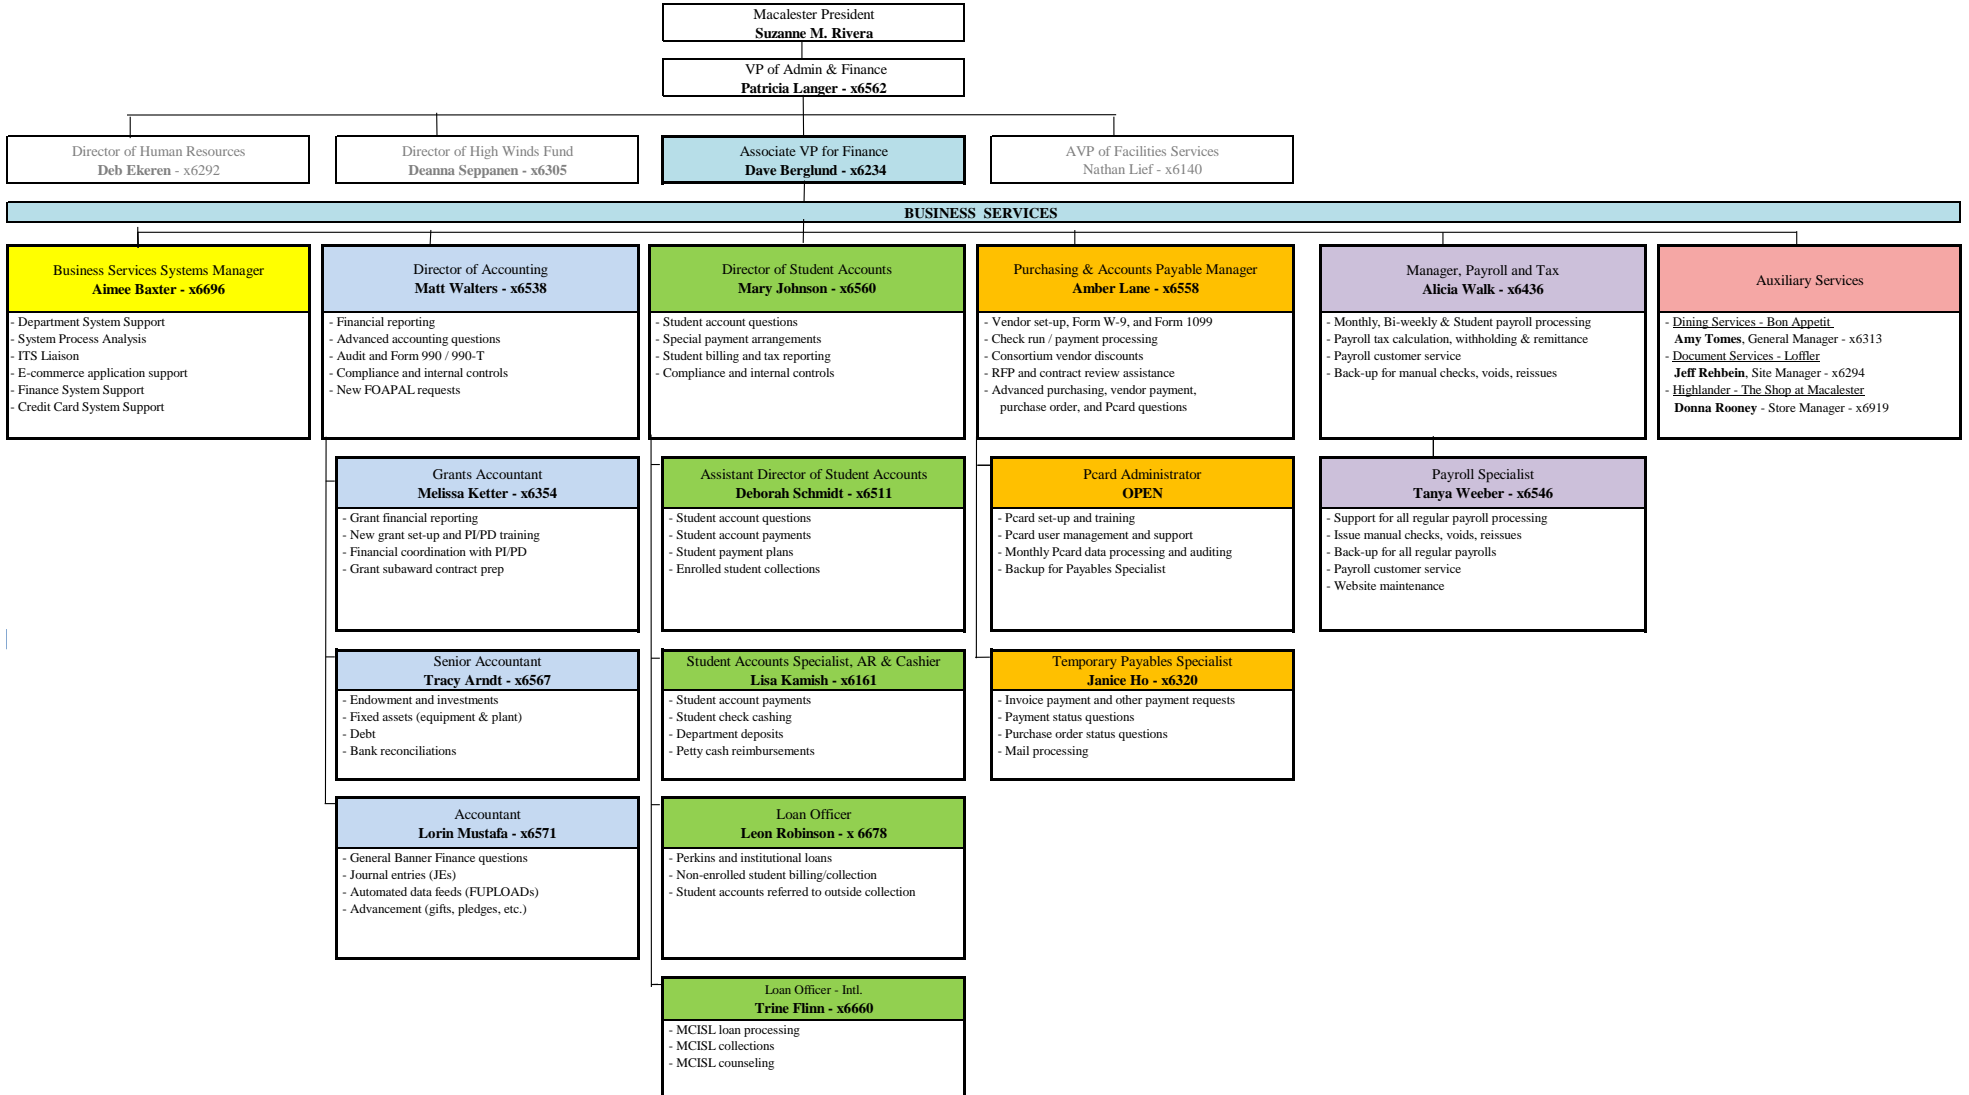 Macalester President
Suzanne M. Rivera
VP of Admin & Finance
Patricia Langer - x6562
Director of Human Resources
Deb Ekeren - x6292
Director of High Winds Fund
Deanna Seppanen - x6305
Associate VP for Finance
Dave Berglund - x6234
AVP of Facilities Services
Nathan Lief - x6140
BUSINESS SERVICES
Business Services Systems Manager
Aimee Baxter - x6696
- Department System Support
- System Process Analysis
- ITS Liaison
- E-commerce application support
- Finance System Support
- Credit Card System Support
Director of Accounting
Matt Walters - x6538
- Financial reporting
- Advanced accounting questions
- Audit and Form 990 / 990-T
- Compliance and internal controls
- New FOAPAL requests
Grants Accountant
Melissa Ketter - x6354
- Grant financial reporting
- New grant set-up and PI/PD training
- Financial coordination with PI/PD
- Grant subaward contract prep
Senior Accountant
Tracy Arndt - x6567
- Endowment and investments
- Fixed assets (equipment & plant)
- Debt
- Bank reconciliations
Accountant
Lorin Mustafa - x6571
- General Banner Finance questions
- Journal entries (JEs)
- Automated data feeds (FUPLOADs)
- Advancement (gifts, pledges, etc.)
Director of Student Accounts
Mary Johnson - x6560
- Student account questions
- Special payment arrangements
- Student billing and tax reporting
- Compliance and internal controls
Assistant Director of Student Accounts
Deborah Schmidt - x6511
- Student account questions
- Student account payments
- Student payment plans
- Enrolled student collections
Student Accounts Specialist, AR & Cashier
Lisa Kamish - x6161
- Student account payments
- Student check cashing
- Department deposits
- Petty cash reimbursements
Loan Officer
Leon Robinson - x 6678
- Perkins and institutional loans
- Non-enrolled student billing/collection
- Student accounts referred to outside collection
Loan Officer - Intl.
Trine Flinn - x6660
- MCISL loan processing
- MCISL collections
- MCISL counseling
Purchasing & Accounts Payable Manager
Amber Lane - x6558
- Vendor set-up, Form W-9, and Form 1099
- Check run / payment processing
- Consortium vendor discounts
- RFP and contract review assistance
- Advanced purchasing, vendor payment,
purchase order, and Pcard questions
Pcard Administrator
OPEN
- Pcard set-up and training
- Pcard user management and support
- Monthly Pcard data processing and auditing
- Backup for Payables Specialist
Temporary Payables Specialist
Janice Ho - x6320
- Invoice payment and other payment requests
- Payment status questions
- Purchase order status questions
- Mail processing
Manager, Payroll and Tax
Alicia Walk - x6436
- Monthly, Bi-weekly & Student payroll processing
- Payroll tax calculation, withholding & remittance
- Payroll customer service
- Back-up for manual checks, voids, reissues
Payroll Specialist
Tanya Weeber - x6546
- Support for all regular payroll processing
- Issue manual checks, voids, reissues
- Back-up for all regular payrolls
- Payroll customer service
- Website maintenance
Auxiliary Services
- Dining Services - Bon Appetit
Amy Tomes, General Manager - x6313
- Document Services - Loffler
Jeff Rehbein, Site Manager - x6294
- Highlander - The Shop at Macalester
Donna Rooney - Store Manager - x6919